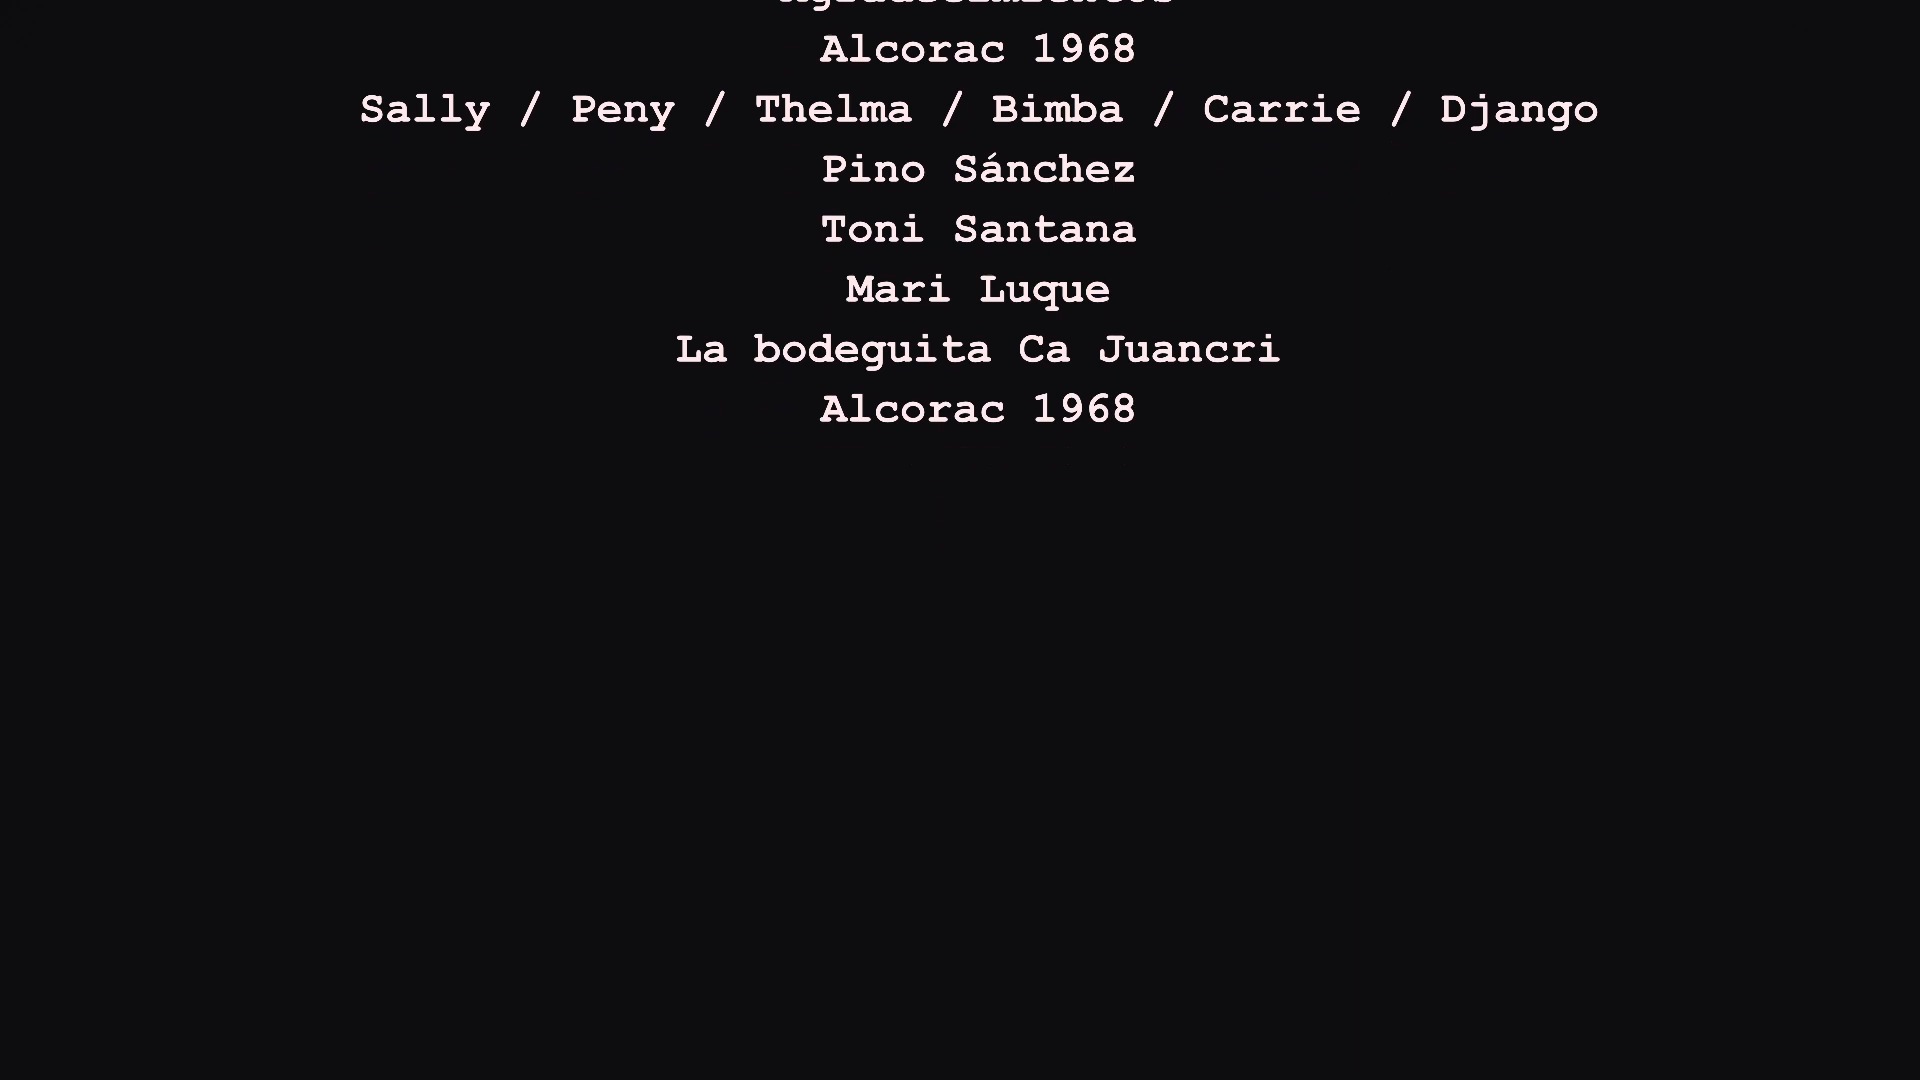 Agradecimientos
Alcorac 1968
Sally / Peny / Thelma / Bimba / Carrie / Django
Pino Sánchez
Toni Santana
Mari Luque
La bodeguita Ca Juancri
Alcorac 1968